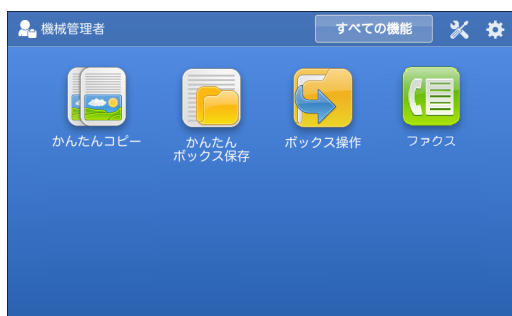 機械管理者
すべての機能
かんたんコピー
かんたん
ボックス保存
ボックス操作
ファクス